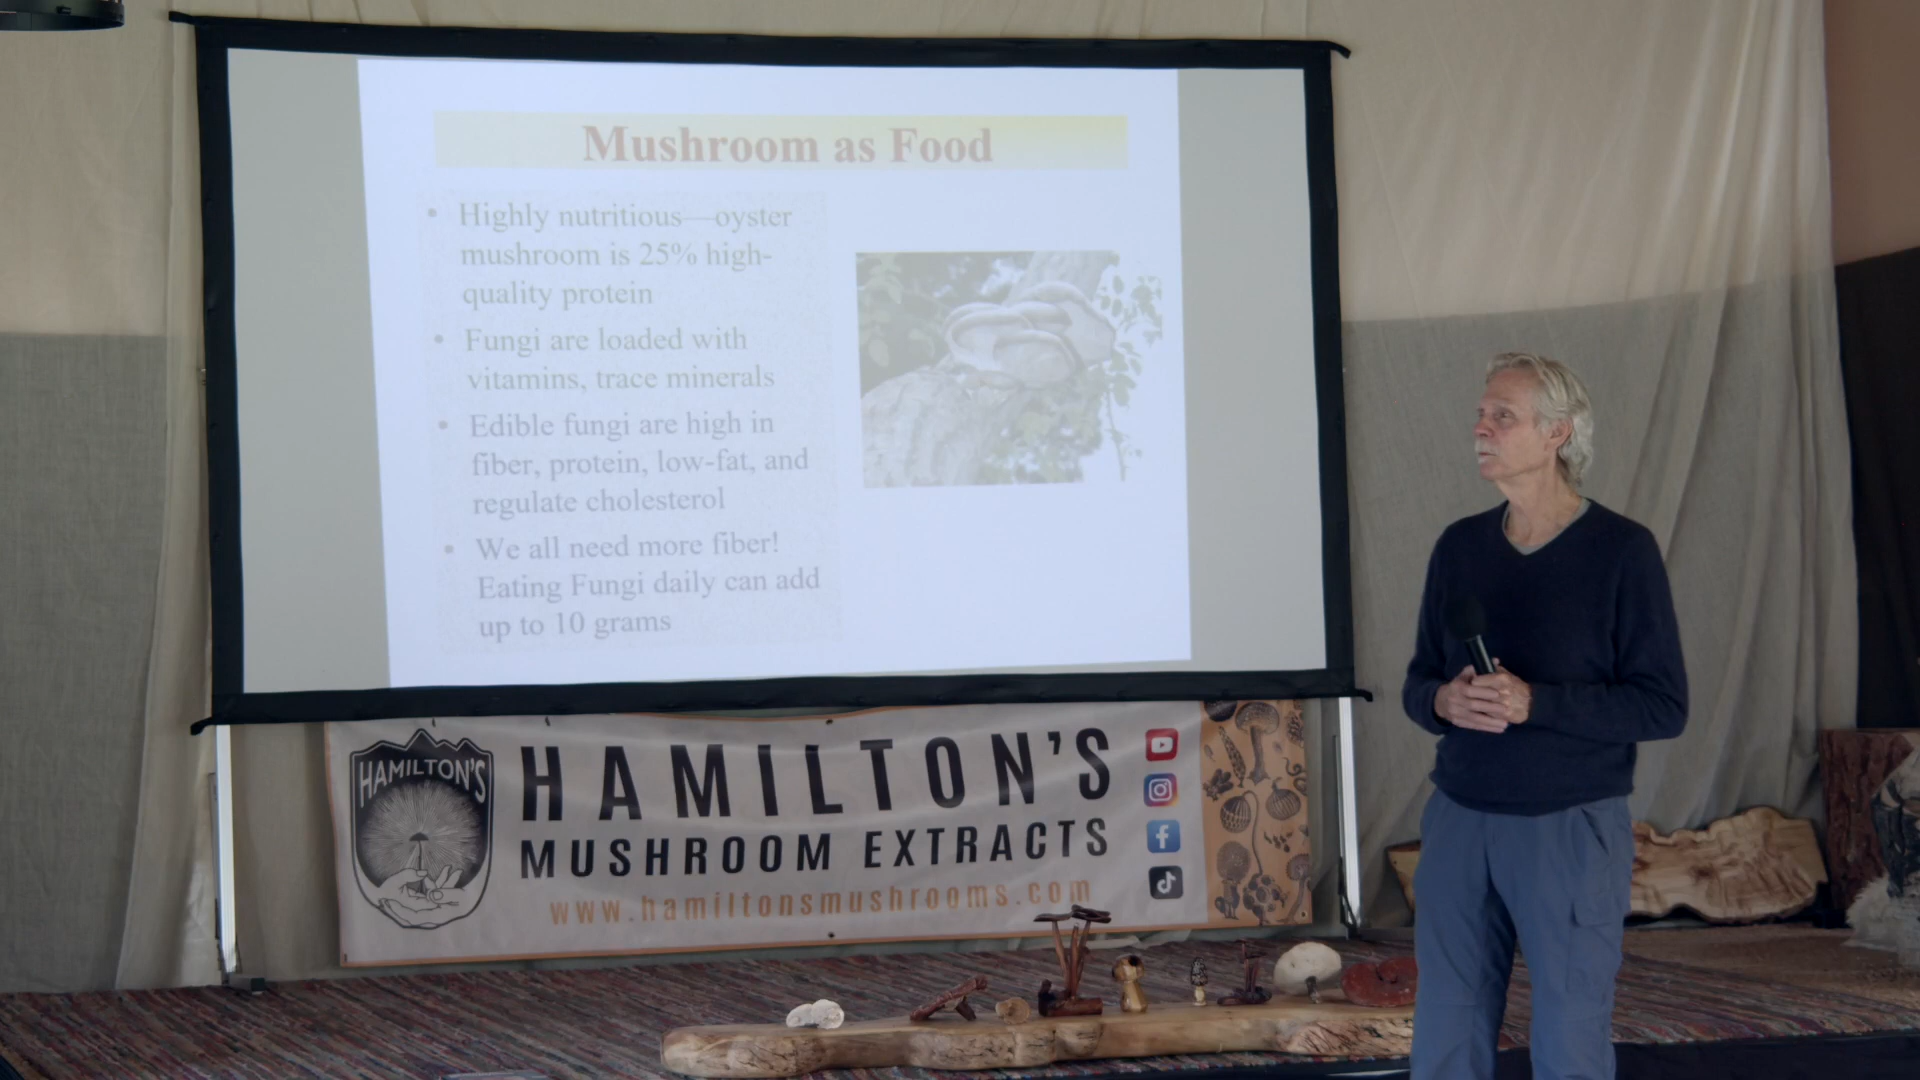 Mushroom as Food
• Highly nutritious—oyster
mushroom is 25% high-
quality protein
• Fungi are loaded with
vitamins, trace minerals
• Edible fungi are high in
fiber, protein, low-fat, and
regulate cholesterol
• We all need more fiber!
Eating Fungi daily can add
up to 10 grams
HAMILTON'S
HAMILTON'S
MUSHROOM EXTRACTS
www.hamiltonsmushrooms.com